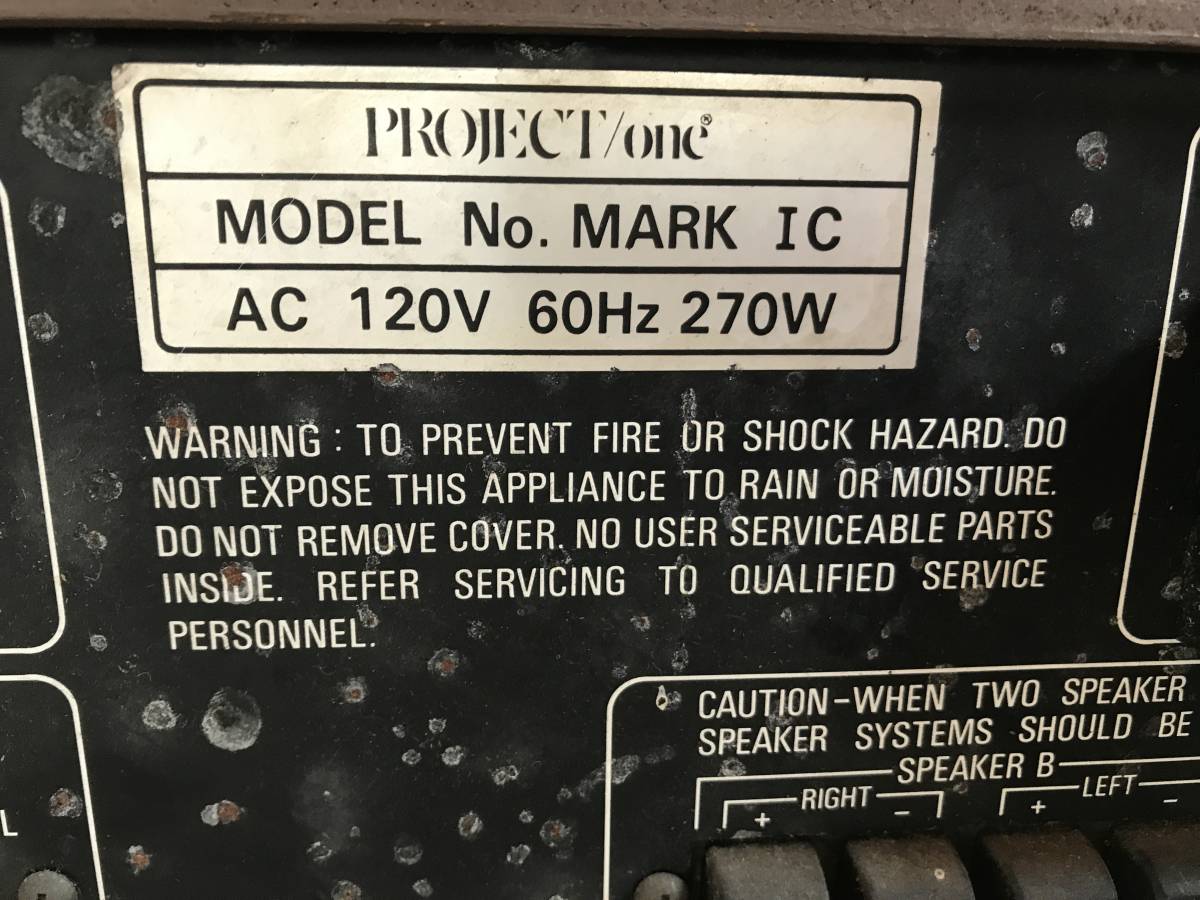 PROJECT/one®
MODEL No. MARK IC
AC 120V 60Hz 270W
WARNING : TO PREVENT FIRE OR SHOCK HAZARD. DO
NOT EXPOSE THIS APPLIANCE TO RAIN OR MOISTURE.
DO NOT REMOVE COVER. NO USER SERVICEABLE PARTS
INSIDE. REFER SERVICING TO QUALIFIED SERVICE
PERSONNEL.
CAUTION-WHEN TWO SPEAKER
SPEAKER SYSTEMS SHOULD BE
SPEAKER B
RIGHT LEFT
+ - + -
L